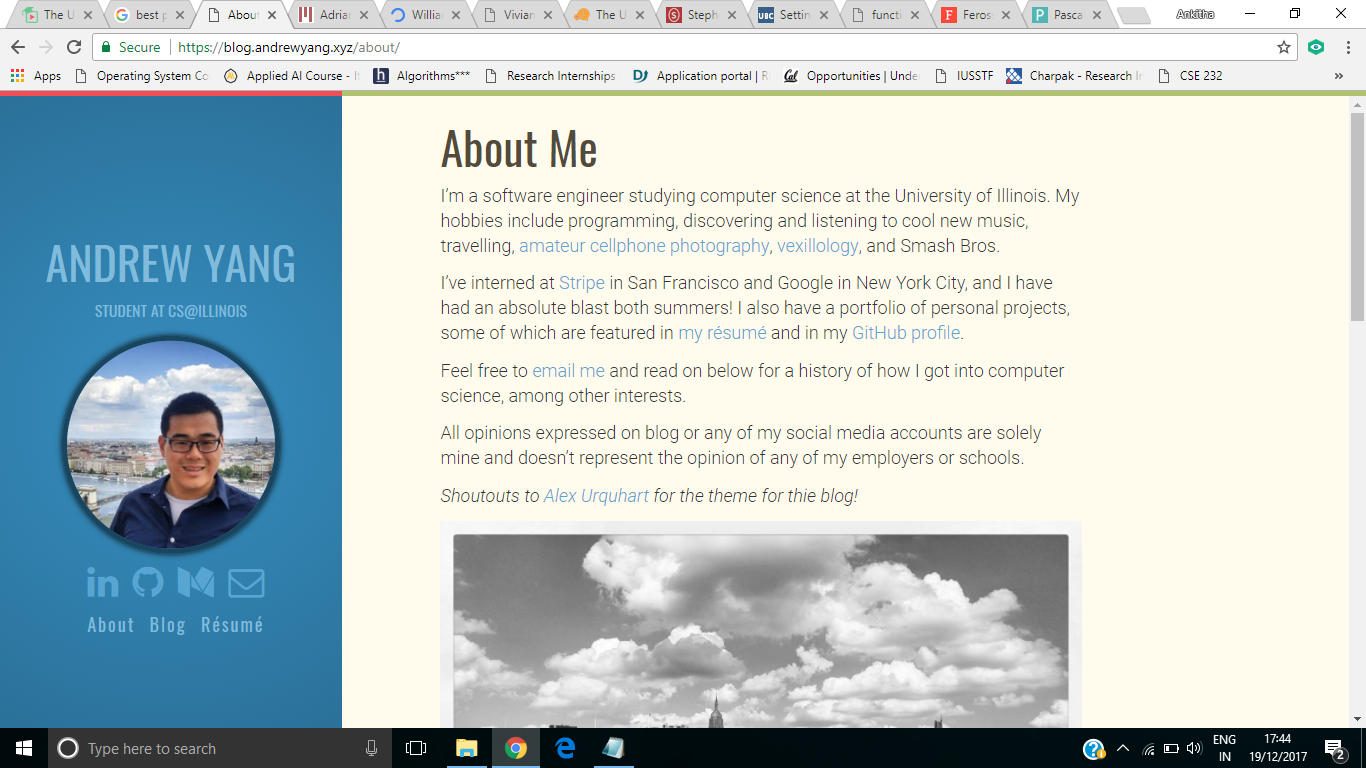 The U
best p
About
Adrian
Willia
Vivian
The U
Steph
UBC
Settin
functi
F
Feros
P
Pasca
Ankitha
Secure
https://blog.andrewyang.xyz/about/
Apps
Operating System Co
Applied AI Course - I
h
Algorithms***
Research Internships
Application portal | R
Cal
Opportunities | Unde
IUSSTF
Charpak - Research In
CSE 232
»
ANDREW YANG
STUDENT AT CS@ILLINOIS
in
About Blog Résumé
About Me
I’m a software engineer studying computer science at the University of Illinois. My
hobbies include programming, discovering and listening to cool new music,
travelling, amateur cellphone photography, vexillology, and Smash Bros.
I’ve interned at Stripe in San Francisco and Google in New York City, and I have
had an absolute blast both summers! I also have a portfolio of personal projects,
some of which are featured in my résumé and in my GitHub profile.
Feel free to email me and read on below for a history of how I got into computer
science, among other interests.
All opinions expressed on blog or any of my social media accounts are solely
mine and doesn’t represent the opinion of any of my employers or schools.
Shoutouts to Alex Urquhart for the theme for thie blog!
Type here to search
ENG
IN
17:44
19/12/2017
2